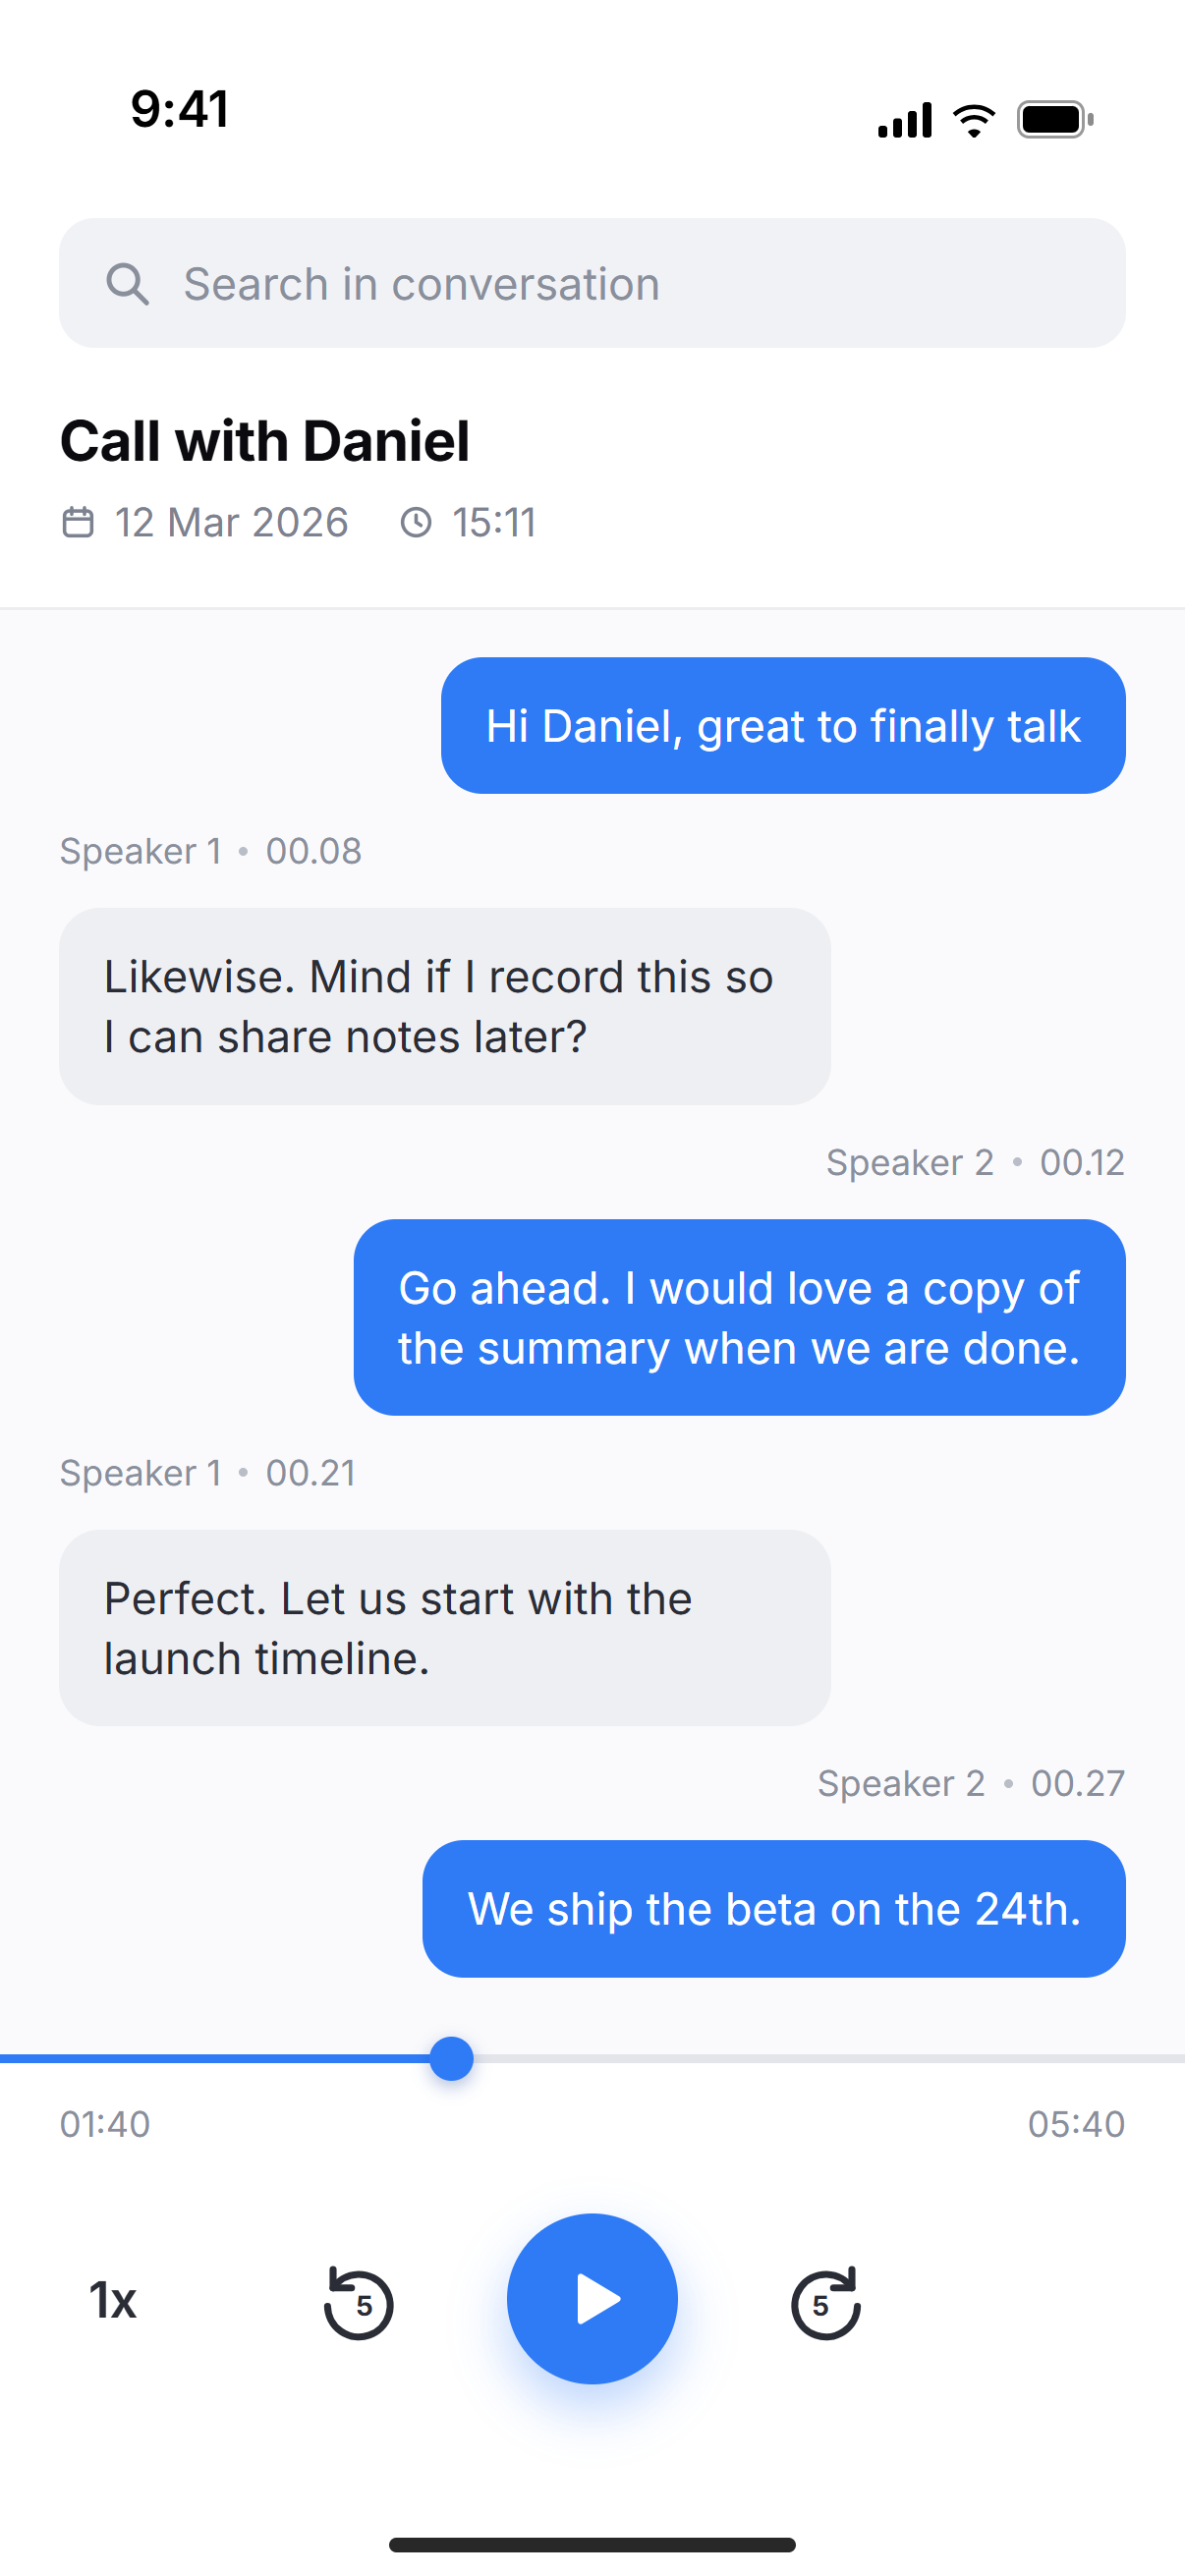 9:41
Search in conversation
Call with Daniel
12 Mar 2026 15:11
Hi Daniel, great to finally talk
Speaker 1 • 00.08
Likewise. Mind if I record this so
I can share notes later?
Speaker 2 • 00.12
Go ahead. I would love a copy of
the summary when we are done.
Speaker 1 • 00.21
Perfect. Let us start with the
launch timeline.
Speaker 2 • 00.27
We ship the beta on the 24th.
01:40 05:40
1x 5 5